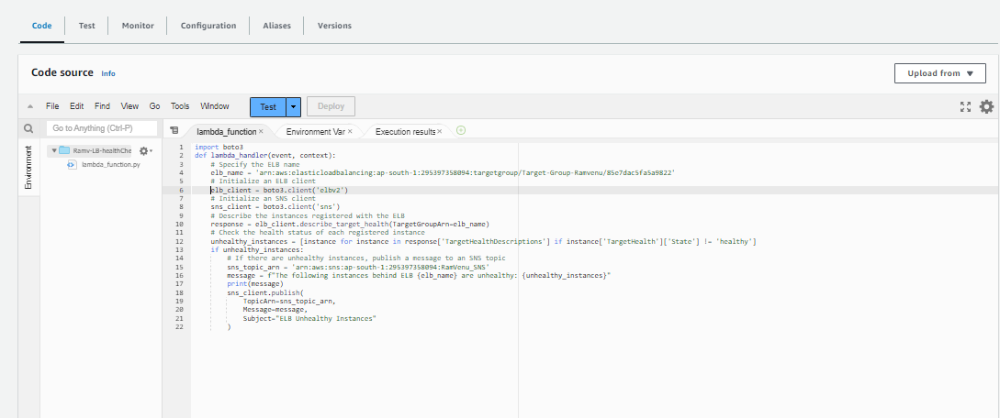 Code Test Monitor Configuration Aliases Versions
Code source Info Upload from
File Edit Find View Go Tools Window Test Deploy
Go to Anything (Ctrl-P) lambda_function Environment Var Execution results
Environment
Ramv-LB-healthChe
lambda_function.py
1 import boto3
2 def lambda_handler(event, context):
3 # Specify the ELB name
4 elb_name = 'arn:aws:elasticloadbalancing:ap-south-1:295397358094:targetgroup/Target-Group-Ramvenu/85e7dac5fa5a9822'
5 # Initialize an ELB client
6 elb_client = boto3.client('elbv2')
7 # Initialize an SNS client
8 sns_client = boto3.client('sns')
9 # Describe the instances registered with the ELB
10 response = elb_client.describe_target_health(TargetGroupArn=elb_name)
11 # Check the health status of each registered instance
12 unhealthy_instances = [instance for instance in response['TargetHealthDescriptions'] if instance['TargetHealth']['State'] != 'healthy']
13 if unhealthy_instances:
14 # If there are unhealthy instances, publish a message to an SNS topic
15 sns_topic_arn = 'arn:aws:sns:ap-south-1:295397358094:RamVenu_SNS'
16 message = f"The following instances behind ELB {elb_name} are unhealthy: {unhealthy_instances}"
17 print(message)
18 sns_client.publish(
19 TopicArn=sns_topic_arn,
20 Message=message,
21 Subject="ELB Unhealthy Instances"
22 )